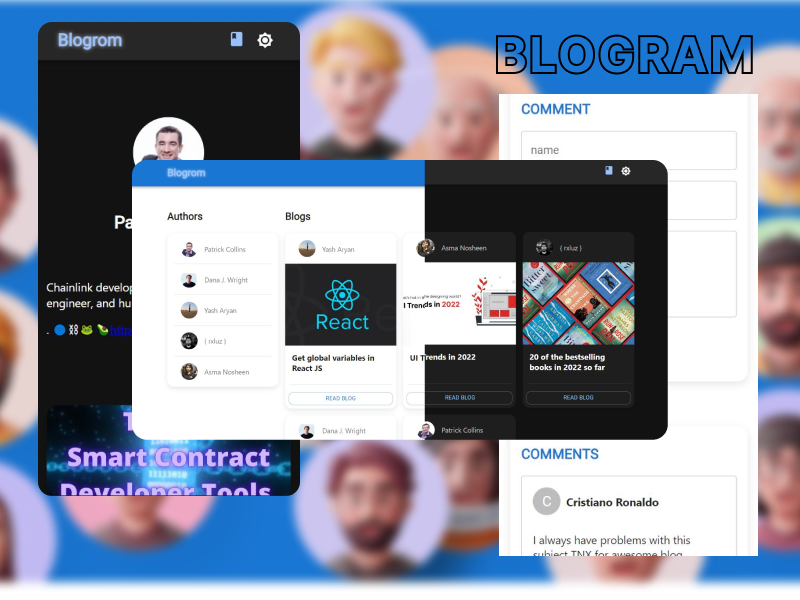 Blogrom
BLOGRAM
Pa
Chainlink develop
engineer, and hu
T
Smart Contract
Developer Tools
Blogrom
Authors
Patrick Collins
Dana J. Wright
Yash Aryan
( rxluz )
Asma Nosheen
Blogs
Yash Aryan
React
Get global variables in
React JS
READ BLOG
Dana J. Wright
Asma Nosheen
Trends in 2022
UI Trends in 2022
READ BLOG
Patrick Collins
( rxluz )
Bitter
sweet
20 of the bestselling
books in 2022 so far
READ BLOG
COMMENT
name
COMMENTS
C
Cristiano Ronaldo
I always have problems with this
subject TNX for awesome blog